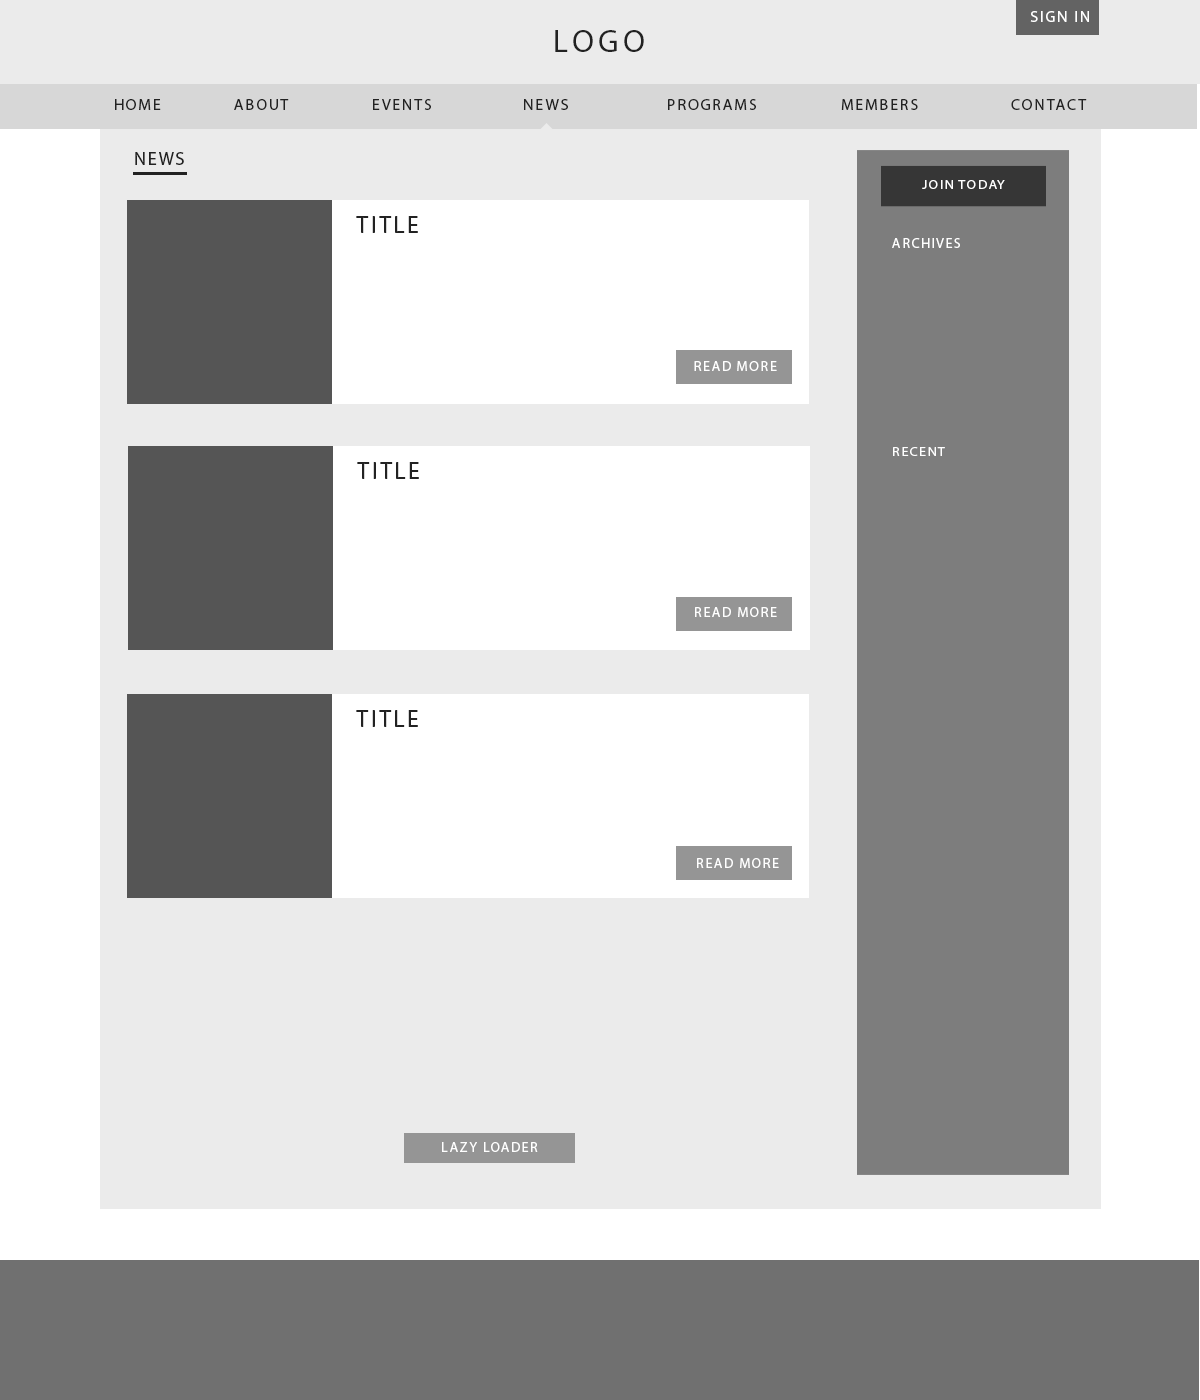 SIGN IN
LOGO
HOME ABOUT EVENTS NEWS PROGRAMS MEMBERS CONTACT
NEWS
TITLE
READ MORE
TITLE
READ MORE
TITLE
READ MORE
LAZY LOADER
JOIN TODAY
ARCHIVES
RECENT